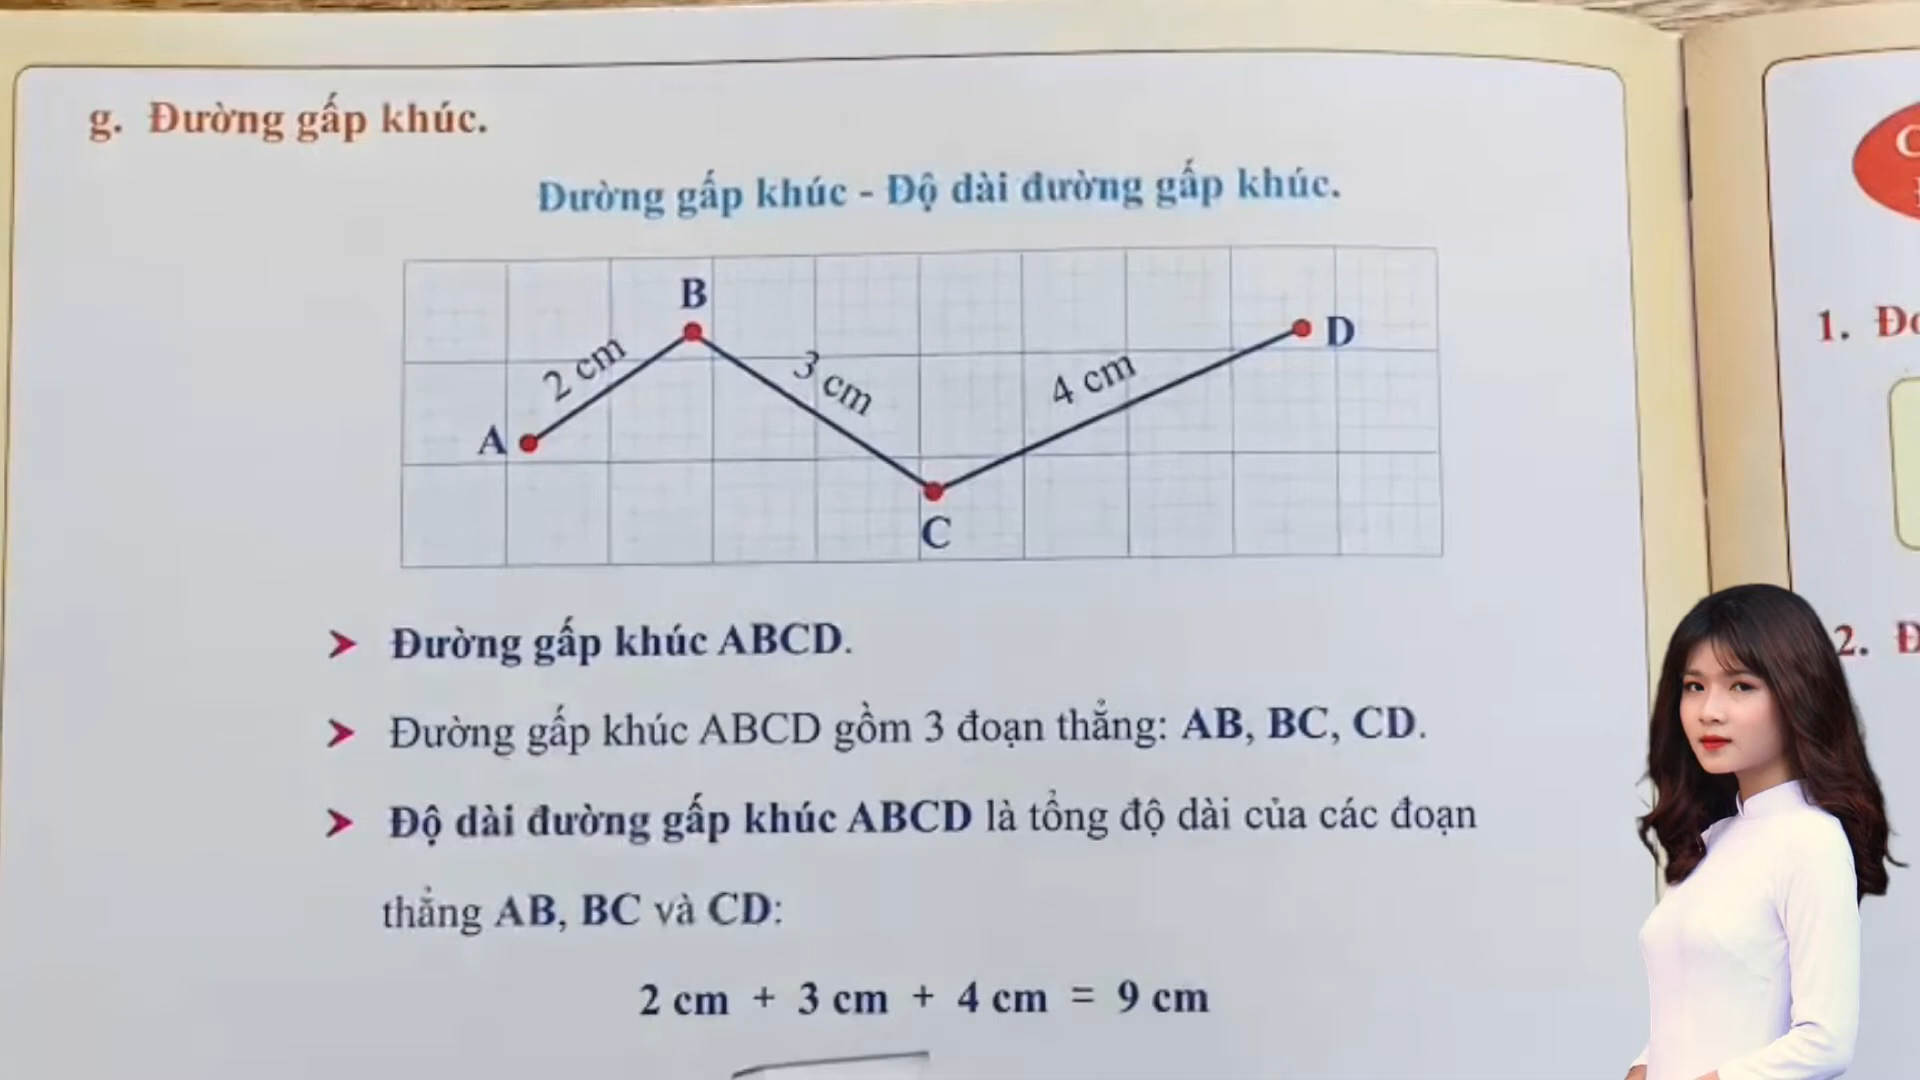 g. Đường gấp khúc.
Đường gấp khúc - Độ dài đường gấp khúc.
B
D
2 cm
3 cm
4 cm
A
C
➤ Đường gấp khúc ABCD.
➤ Đường gấp khúc ABCD gồm 3 đoạn thẳng: AB, BC, CD.
➤ Độ dài đường gấp khúc ABCD là tổng độ dài của các đoạn
thẳng AB, BC và CD:
2 cm + 3 cm + 4 cm = 9 cm
1.
2. Đ